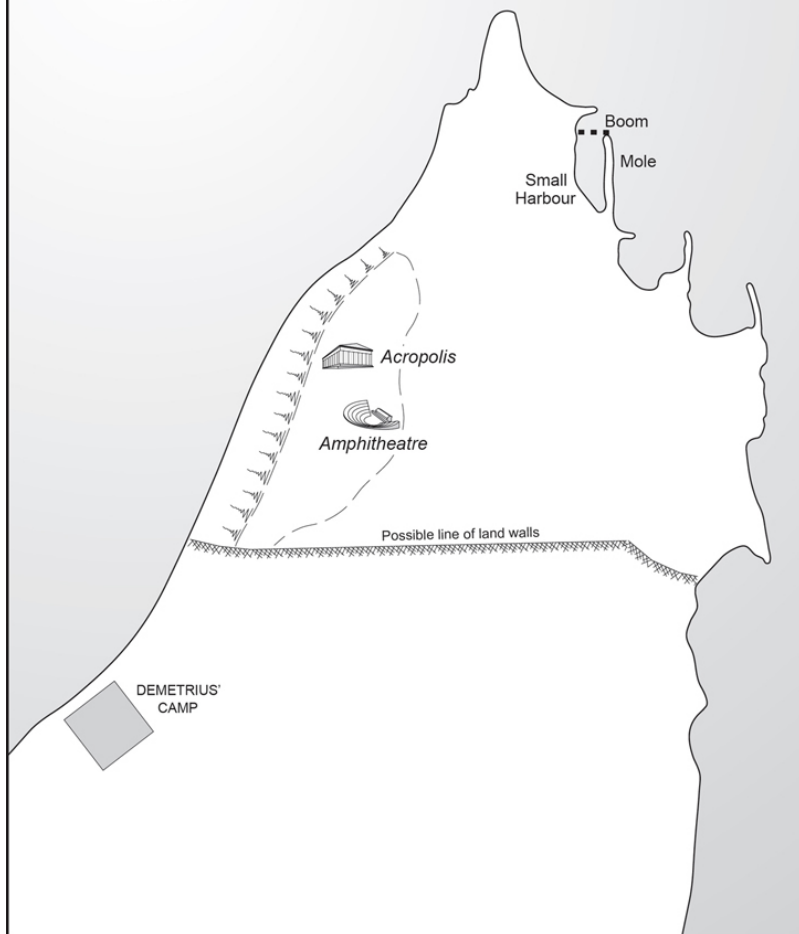 Boom
Mole
Small
Harbour
Acropolis
Amphitheatre
Possible line of land walls
DEMETRIUS’
CAMP